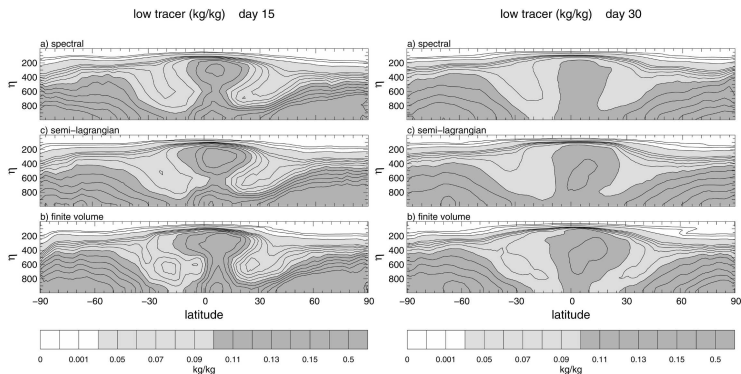 low tracer (kg/kg) day 15
a) spectral
200
400
600
800
η
c) semi-lagrangian
200
400
600
800
η
b) finite volume
200
400
600
800
η
-90 -60 -30 0 30 60 90
latitude
0 0.001 0.05 0.07 0.09 0.11 0.13 0.15 0.5
kg/kg
low tracer (kg/kg) day 30
a) spectral
200
400
600
800
η
c) semi-lagrangian
200
400
600
800
η
b) finite volume
200
400
600
800
η
-90 -60 -30 0 30 60 90
latitude
0 0.001 0.05 0.07 0.09 0.11 0.13 0.15 0.5
kg/kg